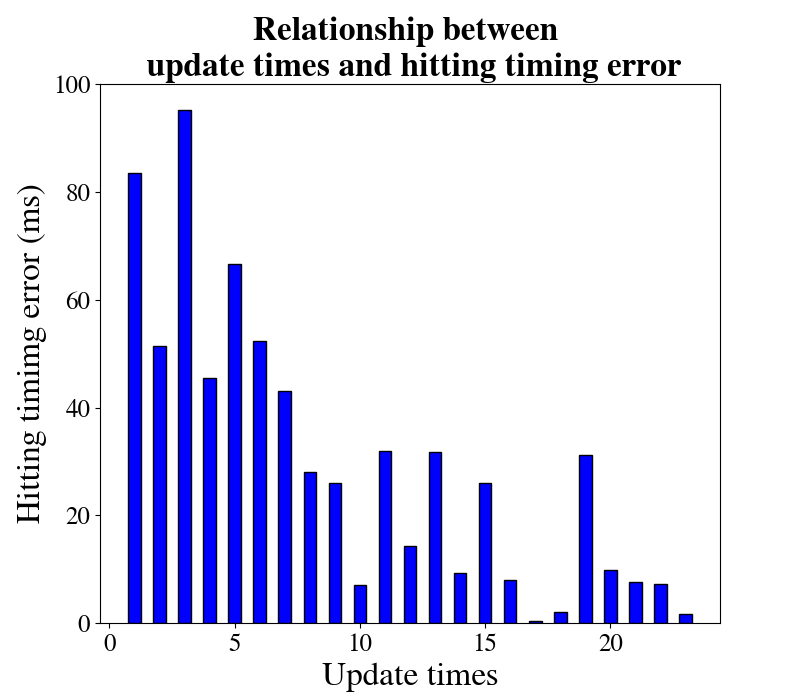 Relationship between
update times and hitting timing error
Hitting timimg error (ms)
100
80
60
40
20
0
0 5 10 15 20
Update times